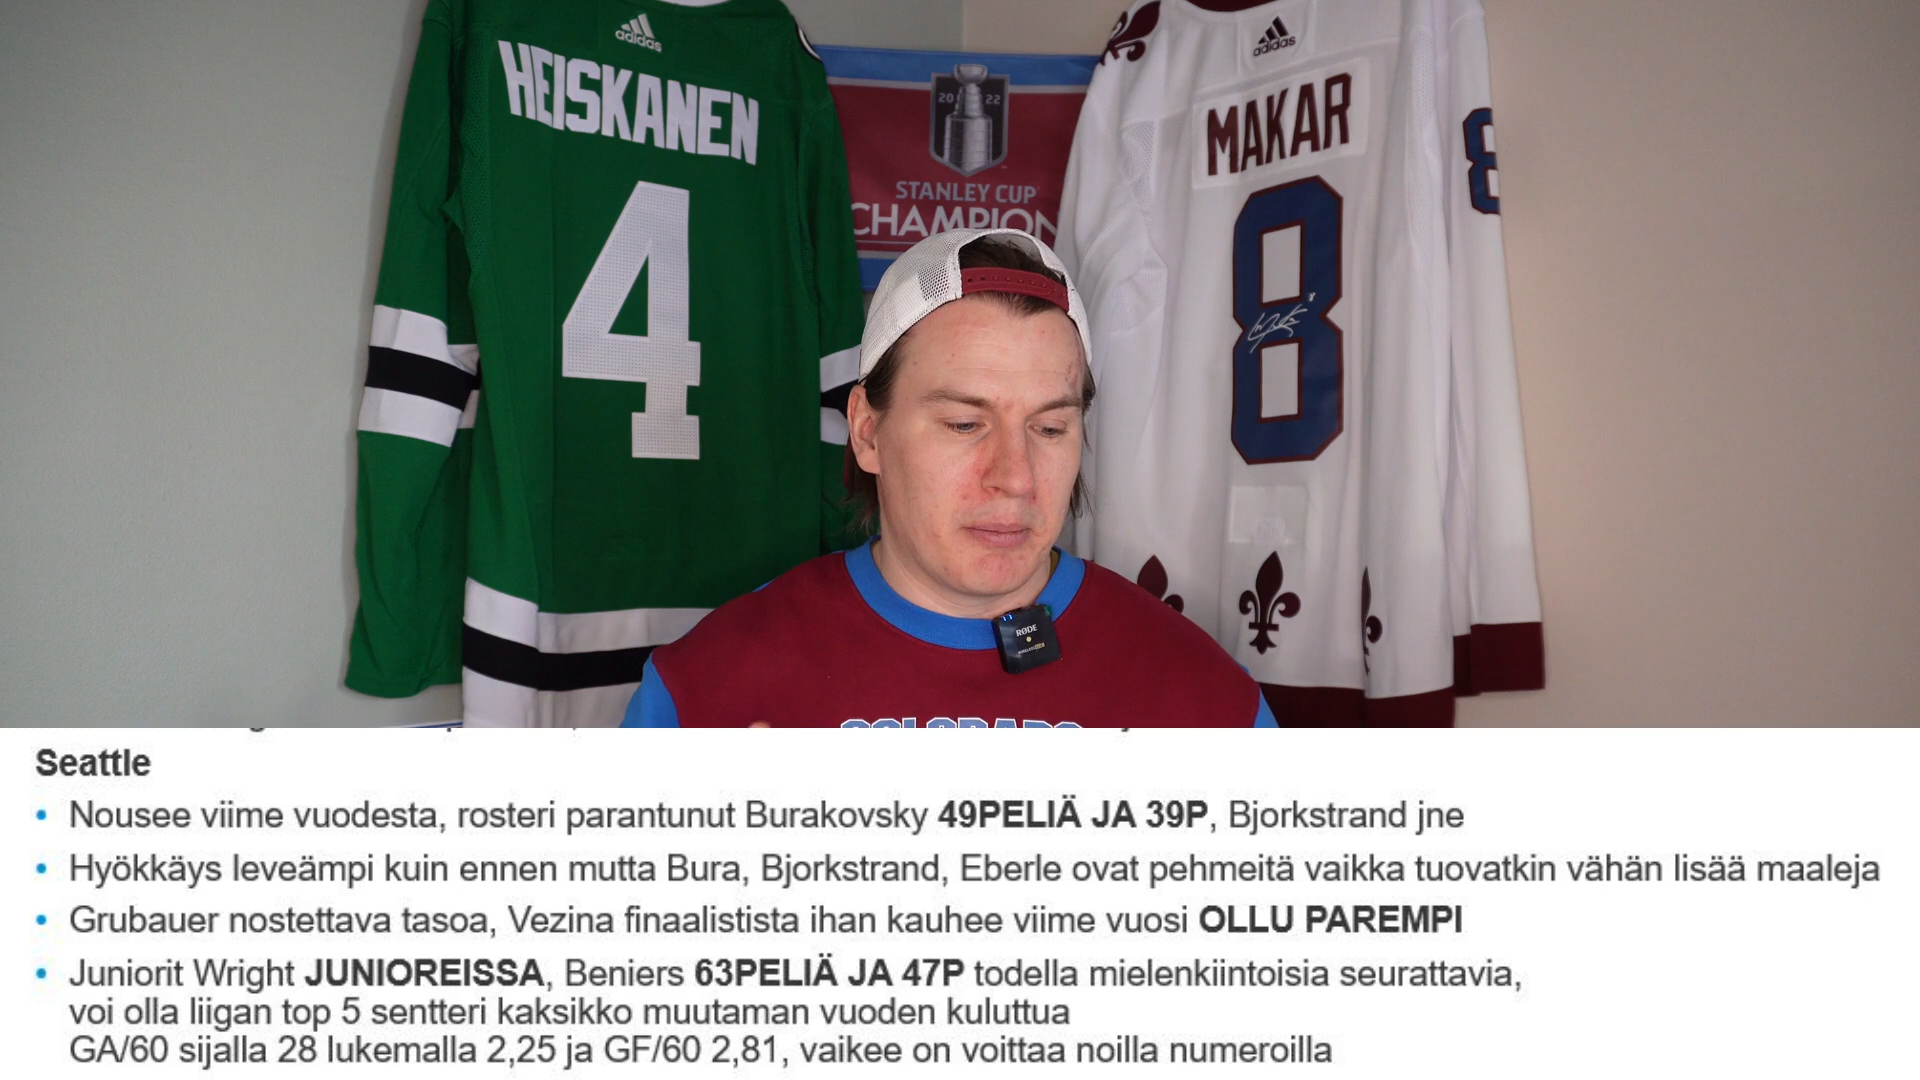 adidas
HEISKANEN
4
20 22
STANLEY CUP
CHAMPION
adidas
MAKAR
8
8
RØDE
COLORADO
Seattle
• Nousee viime vuodesta, rosteri parantunut Burakovsky 49PELIÄ JA 39P, Bjorkstrand jne
• Hyökkäys leveämpi kuin ennen mutta Bura, Bjorkstrand, Eberle ovat pehmeitä vaikka tuovatkin vähän lisää maaleja
• Grubauer nostettava tasoa, Vezina finaalistista ihan kauhee viime vuosi OLLU PAREMPI
• Juniorit Wright JUNIOREISSA, Beniers 63PELIÄ JA 47P todella mielenkiintoisia seurattavia,
voi olla liigan top 5 sentteri kaksikko muutaman vuoden kuluttua
GA/60 sijalla 28 lukemalla 2,25 ja GF/60 2,81, vaikee on voittaa noilla numeroilla